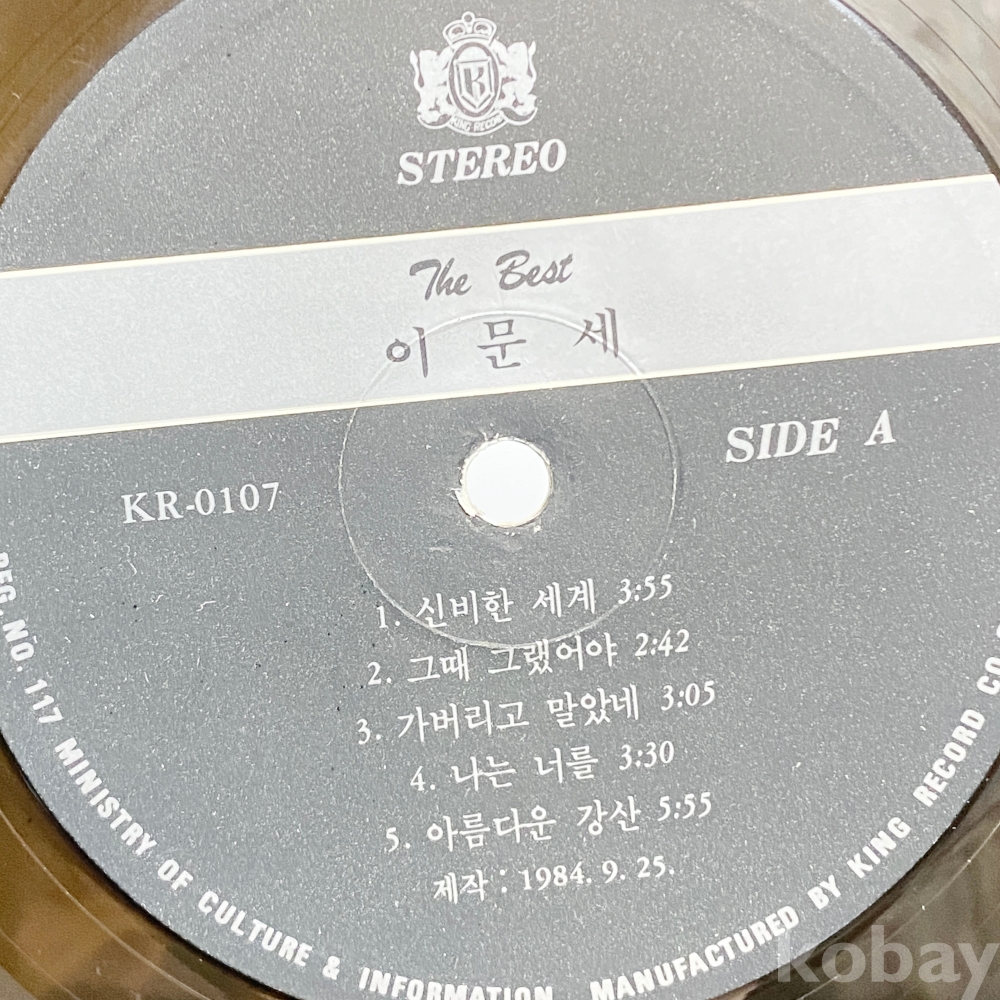 KING RECORD
STEREO
The Best
이 문 세
SIDE A
KR-0107
1. 신비한 세계 3:55
2. 그때 그랬어야 2:42
3. 가버리고 말았네 3:05
4. 나는 너를 3:30
5. 아름다운 강산 5:55
제작 : 1984. 9. 25.
REG. NO. 117 MINISTRY OF CULTURE & INFORMATION MANUFACTURED BY KING RECORD CO.
kobay